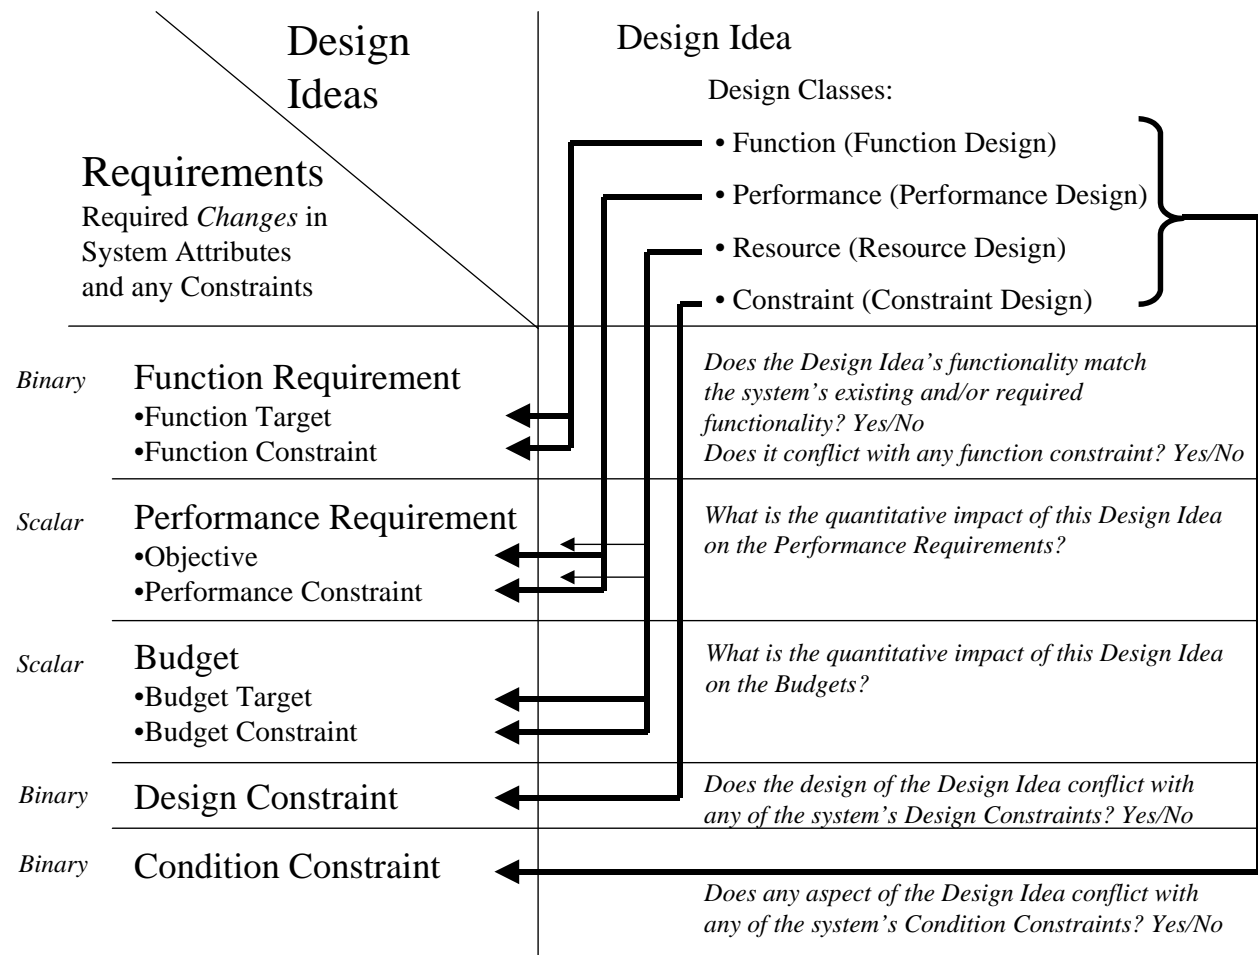 Design
Ideas
Requirements
Required Changes in
System Attributes
and any Constraints
Design Idea
Design Classes:
• Function (Function Design)
• Performance (Performance Design)
• Resource (Resource Design)
• Constraint (Constraint Design)
Binary
Function Requirement
•Function Target
•Function Constraint
Does the Design Idea's functionality match
the system's existing and/or required
functionality? Yes/No
Does it conflict with any function constraint? Yes/No
Scalar
Performance Requirement
•Objective
•Performance Constraint
What is the quantitative impact of this Design Idea
on the Performance Requirements?
Scalar
Budget
•Budget Target
•Budget Constraint
What is the quantitative impact of this Design Idea
on the Budgets?
Binary
Design Constraint
Does the design of the Design Idea conflict with
any of the system's Design Constraints? Yes/No
Binary
Condition Constraint
Does any aspect of the Design Idea conflict with
any of the system's Condition Constraints? Yes/No